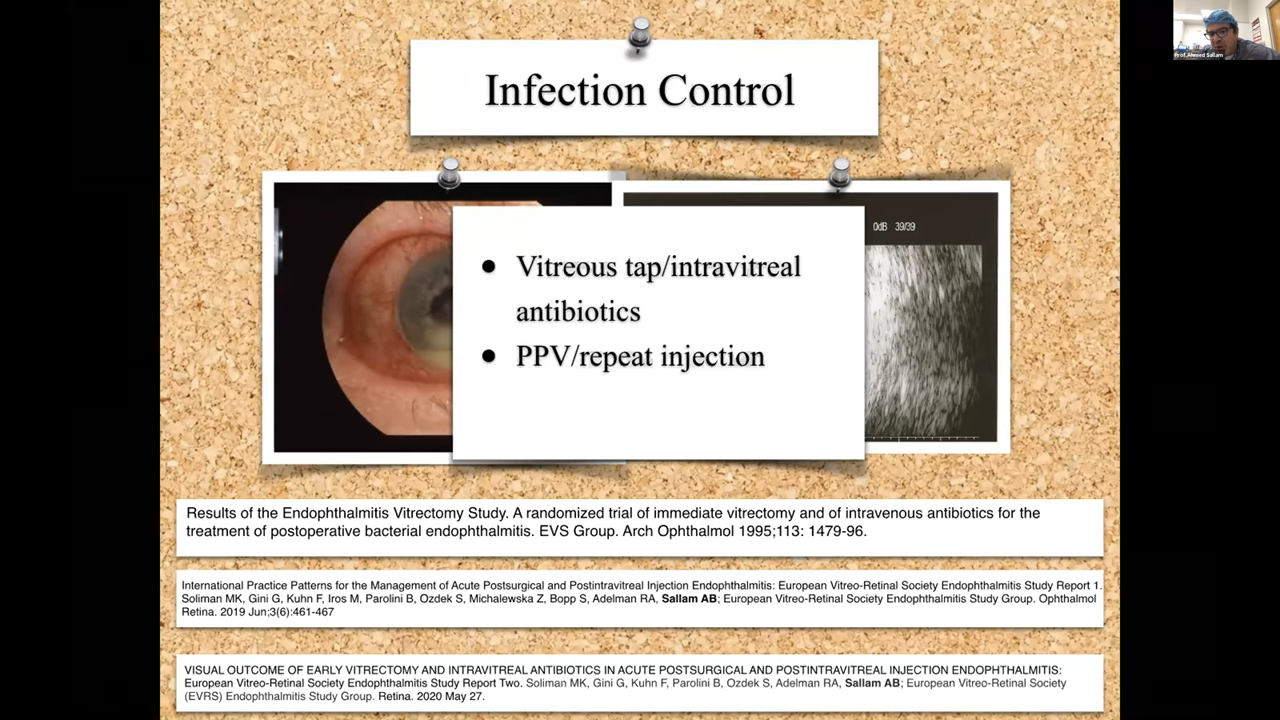 Prof.Ahmed Sallam
Infection Control
0dB 39/39
● Vitreous tap/intravitreal
antibiotics
● PPV/repeat injection
Results of the Endophthalmitis Vitrectomy Study. A randomized trial of immediate vitrectomy and of intravenous antibiotics for the
treatment of postoperative bacterial endophthalmitis. EVS Group. Arch Ophthalmol 1995;113: 1479-96.
International Practice Patterns for the Management of Acute Postsurgical and Postintravitreal Injection Endophthalmitis: European Vitreo-Retinal Society Endophthalmitis Study Report 1.
Soliman MK, Gini G, Kuhn F, Iros M, Parolini B, Ozdek S, Michalewska Z, Bopp S, Adelman RA, Sallam AB; European Vitreo-Retinal Society Endophthalmitis Study Group. Ophthalmol
Retina. 2019 Jun;3(6):461-467
VISUAL OUTCOME OF EARLY VITRECTOMY AND INTRAVITREAL ANTIBIOTICS IN ACUTE POSTSURGICAL AND POSTINTRAVITREAL INJECTION ENDOPHTHALMITIS:
European Vitreo-Retinal Society Endophthalmitis Study Report Two. Soliman MK, Gini G, Kuhn F, Parolini B, Ozdek S, Adelman RA, Sallam AB; European Vitreo-Retinal Society
(EVRS) Endophthalmitis Study Group. Retina. 2020 May 27.